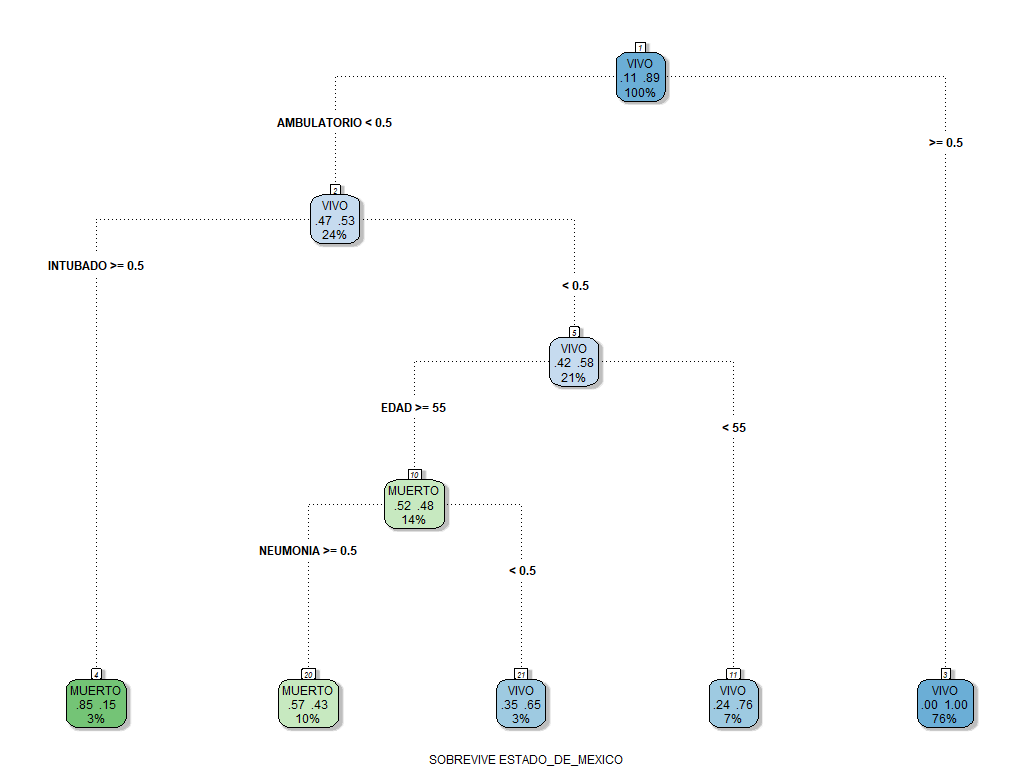 1
VIVO
.11 .89
100%
AMBULATORIO < 0.5
>= 0.5
2
VIVO
.47 .53
24%
INTUBADO >= 0.5
< 0.5
5
VIVO
.42 .58
21%
EDAD >= 55
< 55
10
MUERTO
.52 .48
14%
NEUMONIA >= 0.5
< 0.5
4
MUERTO
.85 .15
3%
20
MUERTO
.57 .43
10%
21
VIVO
.35 .65
3%
11
VIVO
.24 .76
7%
3
VIVO
.00 1.00
76%
SOBREVIVE ESTADO_DE_MEXICO